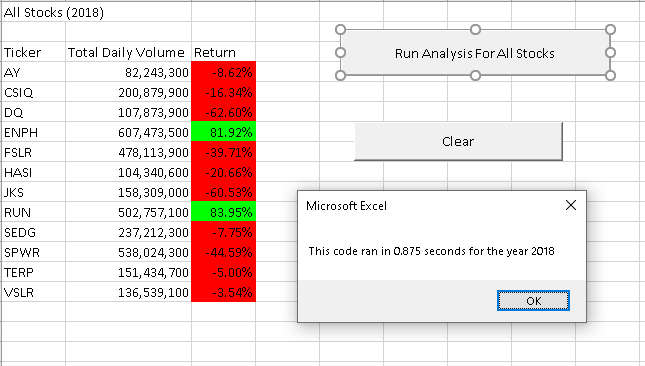 All Stocks (2018)
Run Analysis For All Stocks
Ticker Total Daily Volume Return
AY 82,243,300 -8.62%
CSIQ 200,879,900 -16.34%
DQ 107,873,900 -62.60%
ENPH 607,473,500 81.92%
FSLR 478,113,900 -39.71%
HASI 104,340,600 -20.66%
JKS 158,309,000 -60.53%
RUN 502,757,100 83.95%
SEDG 237,212,300 -7.75%
SPWR 538,024,300 -44.59%
TERP 151,434,700 -5.00%
VSLR 136,539,100 -3.54%
Clear
Microsoft Excel
This code ran in 0.875 seconds for the year 2018
OK